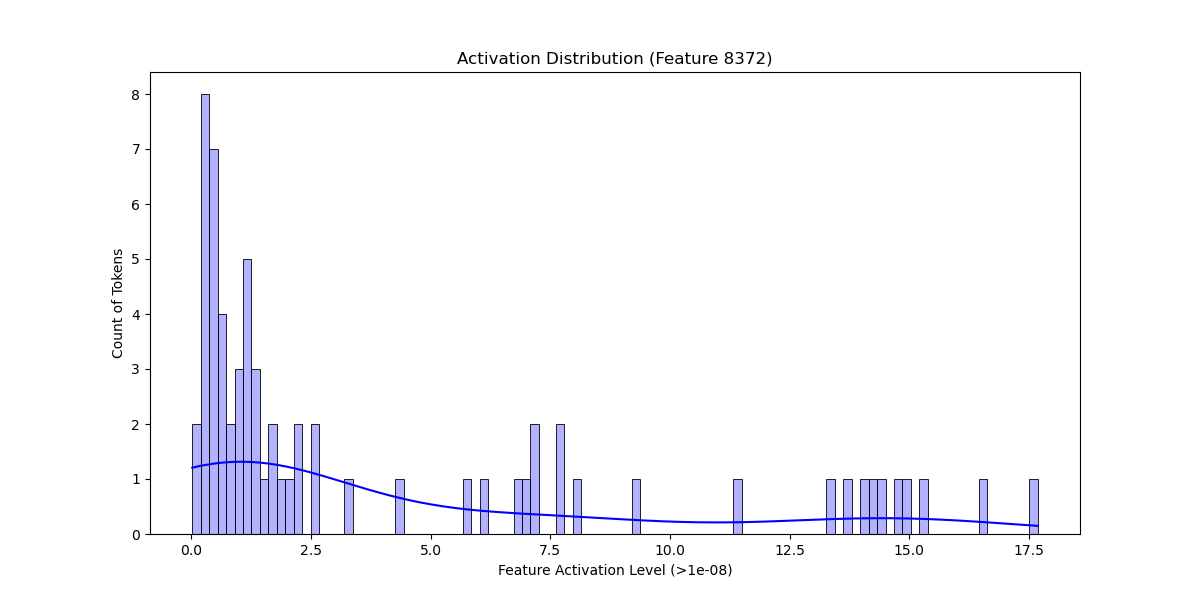 Activation Distribution (Feature 8372)
Count of Tokens
8
7
6
5
4
3
2
1
0
0.0 2.5 5.0 7.5 10.0 12.5 15.0 17.5
Feature Activation Level (>1e-08)